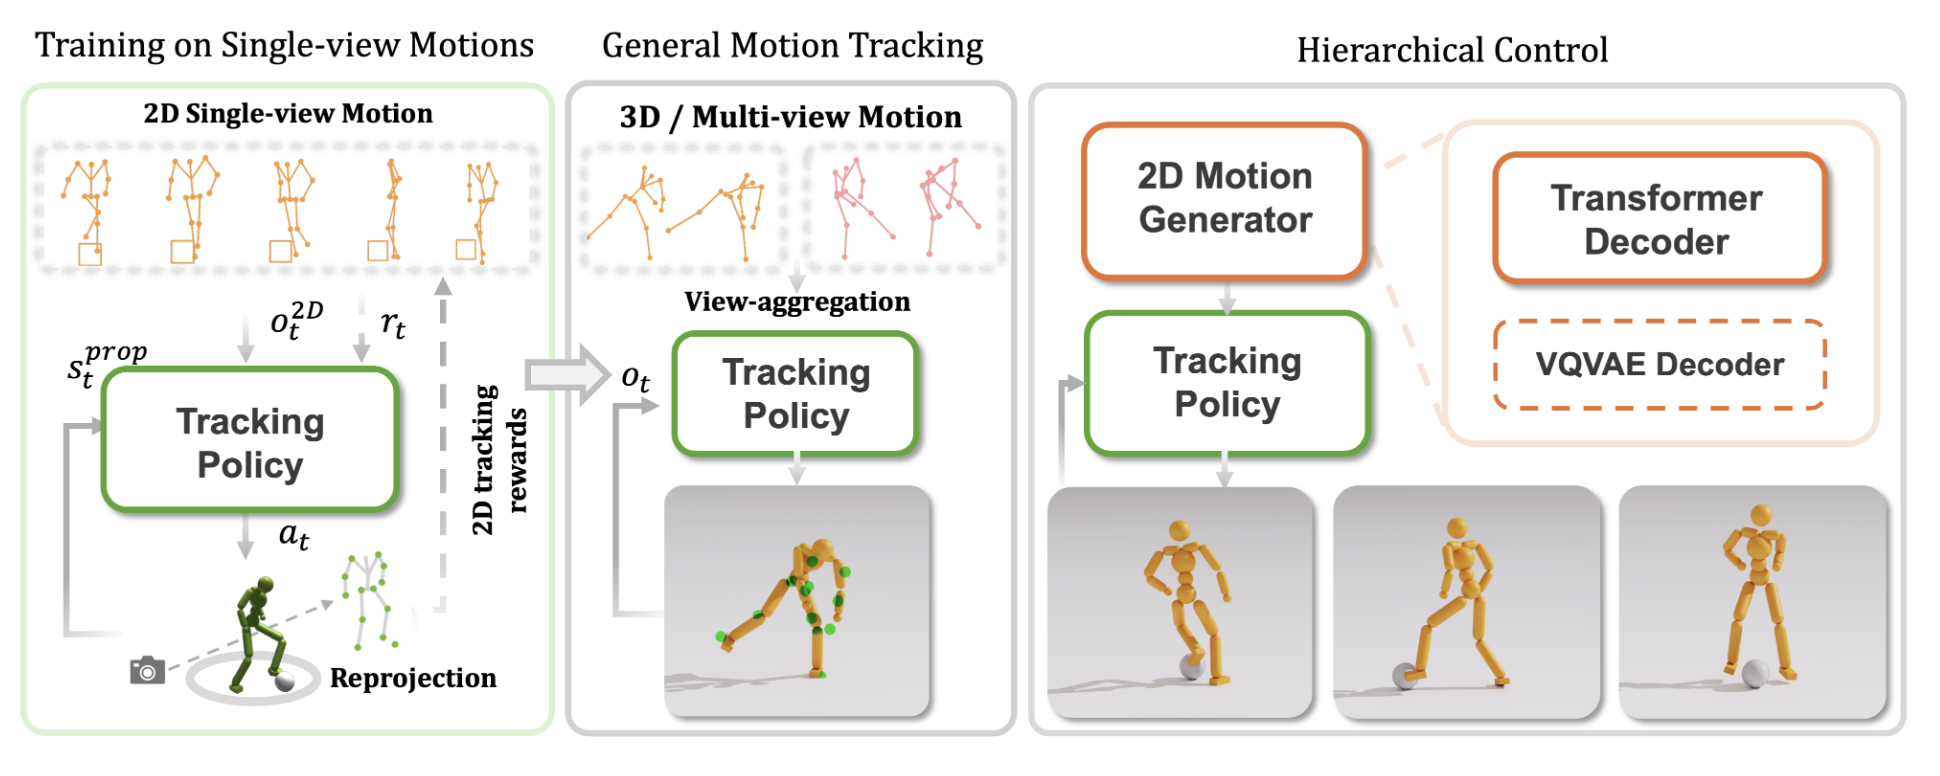 Training on Single-view Motions
2D Single-view Motion
o_t^{2D}
r_t
s_t^{prop}
Tracking
Policy
a_t
2D tracking
rewards
Reprojection
General Motion Tracking
3D / Multi-view Motion
View-aggregation
o_t
Tracking
Policy
Hierarchical Control
2D Motion
Generator
Tracking
Policy
Transformer
Decoder
VQVAE Decoder